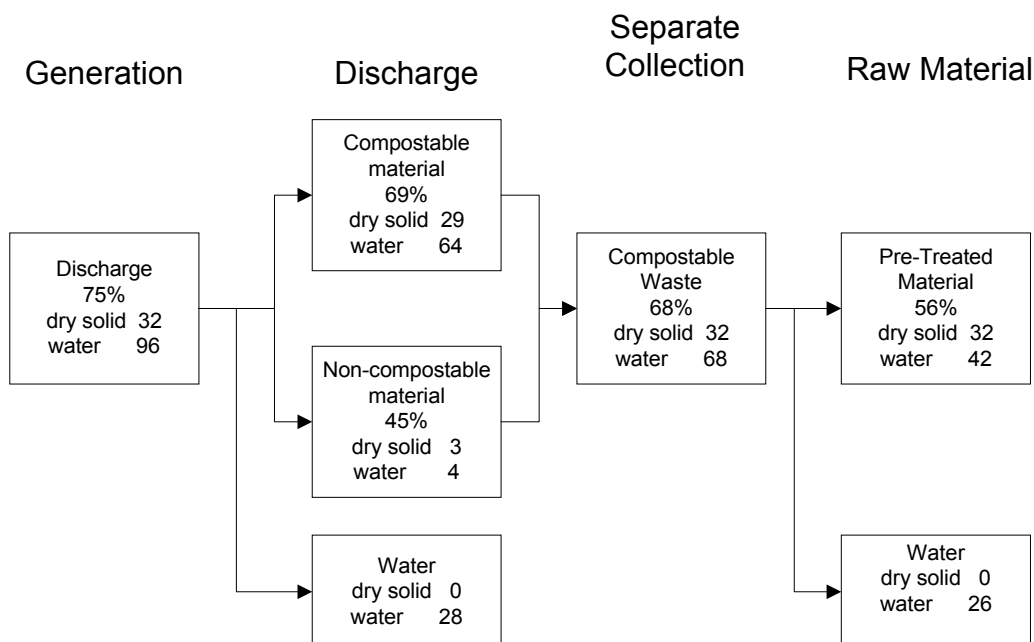 Generation
Discharge
Separate
Collection
Raw Material
Discharge
75%
dry solid 32
water 96
Compostable
material
69%
dry solid 29
water 64
Non-compostable
material
45%
dry solid 3
water 4
Water
dry solid 0
water 28
Compostable
Waste
68%
dry solid 32
water 68
Pre-Treated
Material
56%
dry solid 32
water 42
Water
dry solid 0
water 26